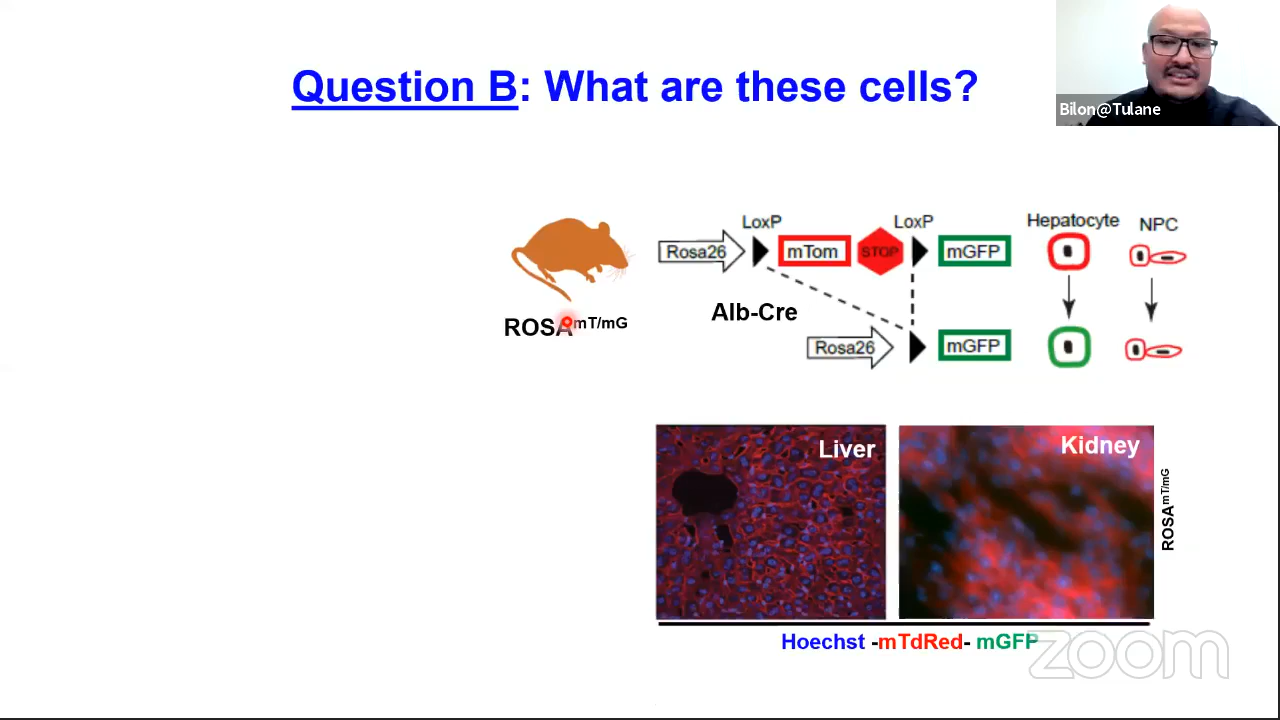 Question B: What are these cells?
Bilon@Tulane
LoxP
LoxP
Hepatocyte
NPC
Rosa26
mTom
STOP
mGFP
ROSAmT/mG
Alb-Cre
Rosa26
mGFP
Liver
Kidney
ROSAmT/mG
Hoechst -mTdRed- mGFP
zoom